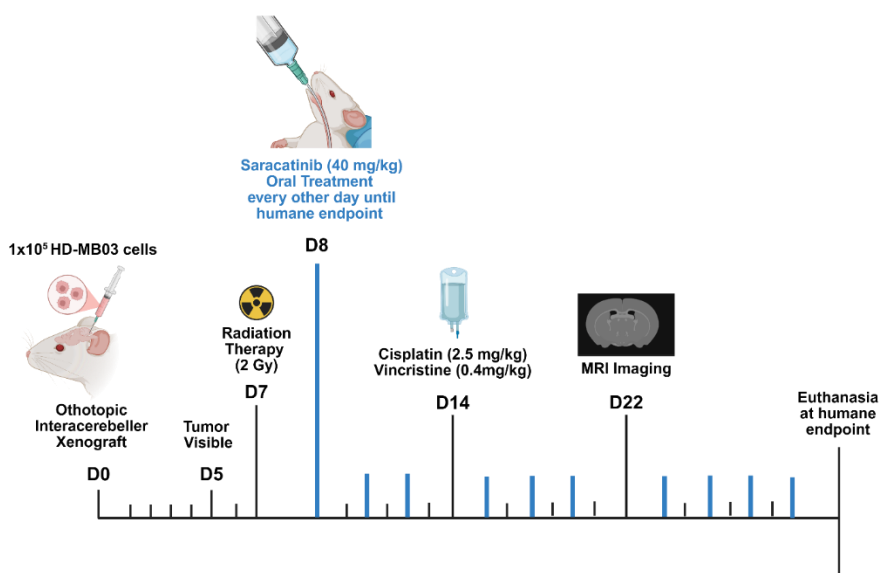 Saracatinib (40 mg/kg)
Oral Treatment
every other day until
humane endpoint
D8
1x10⁵ HD-MB03 cells
Othotopic
Interacerebeller
Xenograft
D0
Tumor
Visible
D5
Radiation
Therapy
(2 Gy)
D7
Cisplatin (2.5 mg/kg)
Vincristine (0.4mg/kg)
D14
MRI Imaging
D22
Euthanasia
at humane
endpoint